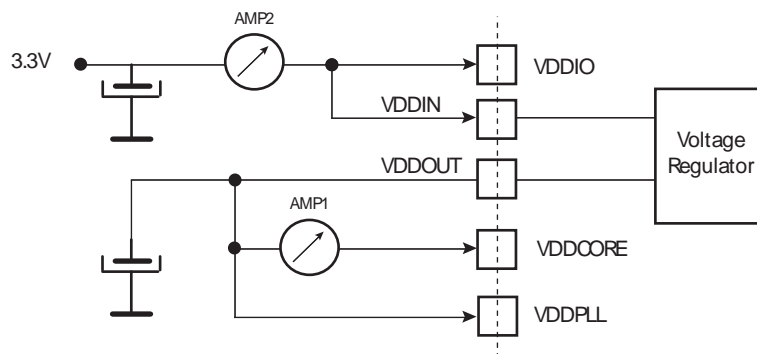 AMP2
3.3V
VDDIO
VDDIN
Voltage
Regulator
VDDOUT
AMP1
VDDCORE
VDDPLL